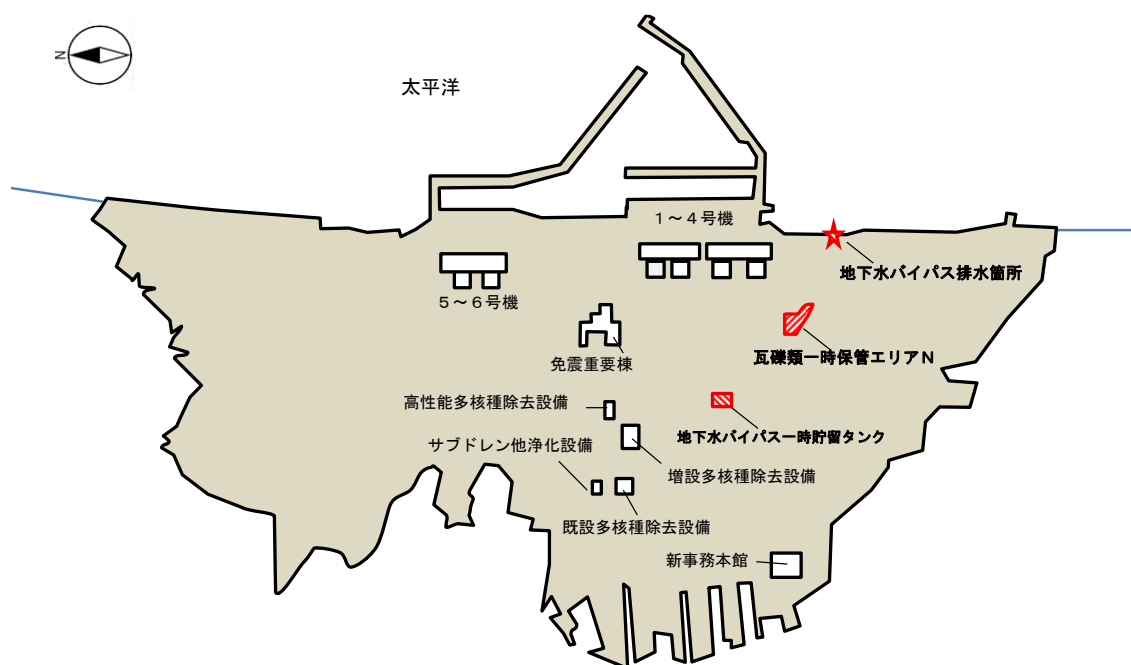 N
太平洋
1～4号機
地下水バイパス排水箇所
5～6号機
瓦礫類一時保管エリアN
免震重要棟
高性能多核種除去設備
地下水バイパス一時貯留タンク
サブドレン他浄化設備
増設多核種除去設備
既設多核種除去設備
新事務本館